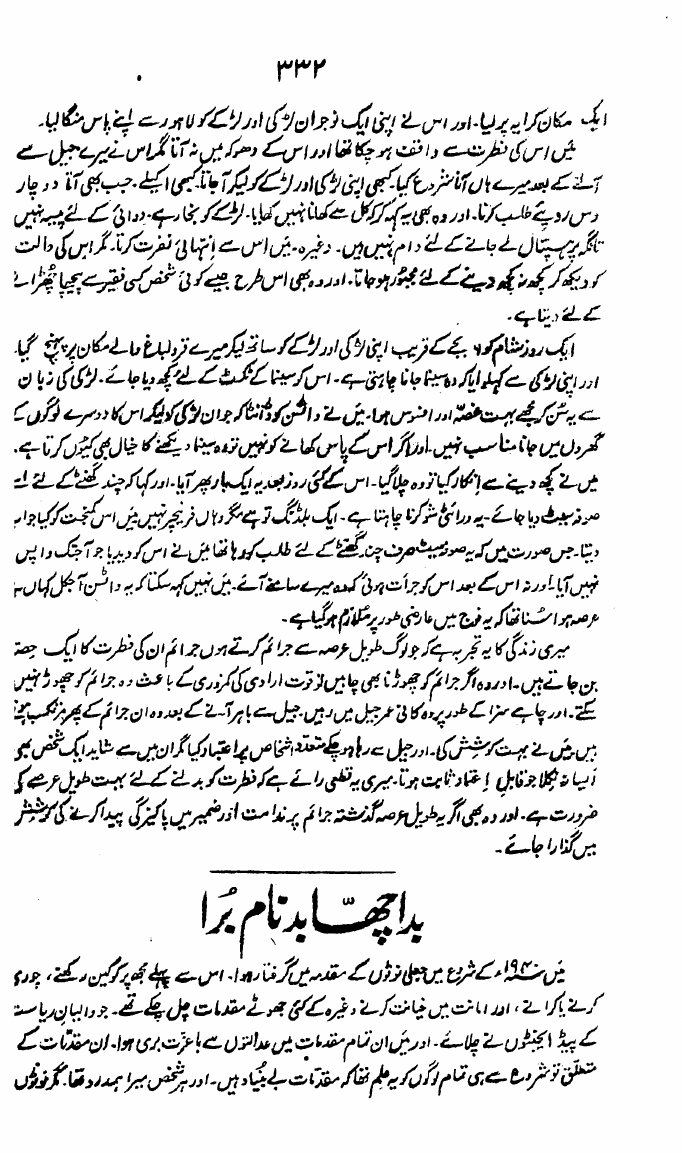 ۳۳۲
ایک مکان کرایہ پر لیا۔ اور اس نے اپنی ایک نوجوان لڑکی اور لڑکے کو لاہور سے اپنے پاس منگا لیا۔
میں اس کی فطرت سے واقف ہو چکا تھا اور اس کے دھوکہ میں نہ آتا مگر اس نے میرے جیل سے
آنے کے بعد میرے ہاں آنا شروع کیا۔ کبھی اپنی لڑکی اور لڑکے کو لیکر آجاتا۔ کبھی اکیلے۔ جب بھی آتا دو چار
دس روپے طلب کرتا۔ اور وہ بھی یہ کہہ کر کہ کل سے کھانا نہیں کھایا۔ لڑکے کو بخار ہے۔ دوائی کے لئے پیسہ نہیں
تانگہ پر ہسپتال لے جانے کے لئے دام نہیں ہیں۔ وغیرہ۔ میں اس سے انتہائی نفرت کرتا۔ مگر اس کی حالت
کو دیکھ کر کچھ نہ کچھ دینے کے لئے مجبور ہو جاتا۔ اور وہ بھی اس طرح جیسے کوئی شخص کسی فقیر سے پیچھا چھڑانے
کے لئے دیتا ہے۔
ایک روز شام کو ۶ بجے کے قریب اپنی لڑکی اور لڑکے کو ساتھ لیکر میرے قرولباغ والے مکان پر پہنچ گیا
اور اپنی لڑکی سے کہلوایا کہ وہ سینما جانا چاہتی ہے۔ اس کو سینما کے ٹکٹ کے لئے کچھ دیا جائے۔ لڑکی کی زبان
سے یہ سن کر مجھے بہت غصہ اور افسوس ہوا۔ میں نے واٹسن کو ڈانٹا کہ جوان لڑکی کو لیکر اس کا دوسرے لوگوں کے
گھروں میں جانا مناسب نہیں۔ اور اگر اس کے پاس کھانے کو نہیں تو وہ سینما دیکھنے کا خیال بھی کیوں کرتا ہے۔
میں نے کچھ دینے سے انکار کیا تو وہ چلا گیا۔ اس کے کئی روز بعد یہ ایک بار پھر آیا۔ اور کہا کہ چند گھنٹے کے لئے اسے
صوفہ سیٹ دیا جائے۔ یہ ورائٹی شو کرنا چاہتا ہے۔ ایک بلڈنگ تو ہے مگر وہاں فرنیچر نہیں میں اس کمبخت کو کیا جواب
دیتا۔ جس صورت میں کہ یہ صوفہ سیٹ صرف چند گھنٹے کے لئے طلب کر رہا تھا میں نے اس کو دیدیا جو آجتک واپس
نہیں آیا۔ اور نہ اس کے بعد اس کو جرأت ہوئی کہ وہ میرے سامنے آئے۔ میں نہیں کہہ سکتا کہ یہ واٹسن آجکل کہاں ہے
عرصہ ہوا سنا تھا کہ یہ فوج میں عارضی طور پر ملازم ہو گیا ہے۔
میری زندگی کا یہ تجربہ ہے کہ جو لوگ طویل عرصہ سے جرائم کرتے ہوں جرائم ان کی فطرت کا ایک حصہ
بن جاتے ہیں۔ اور وہ اگر جرائم کو چھوڑنا بھی چاہیں تو قوت ارادی کی کمزوری کے باعث وہ جرائم کو چھوڑ نہیں
سکتے۔ اور چاہے سزا کے طور پر وہ کافی عمر جیل میں رہیں۔ جیل سے باہر آنے کے بعد وہ ان جرائم کے پھر مرتکب ہوتے
ہیں۔ میں نے بہت کوشش کی۔ اور جیل سے رہا ہو چکے متعدد اشخاص پر اعتبار کیا مگر ان میں سے شاید ایک شخص بھی
ایسا نہ نکلا جو قابل اعتماد ثابت ہوتا۔ میری یہ قطعی رائے ہے کہ فطرت کو بدلنے کے لئے بہت طویل عرصے کی
ضرورت ہے۔ اور وہ بھی اگر یہ طویل عرصہ گذشتہ جرائم پر ندامت اور ضمیر میں پاکیزگی پیدا کرنے کی کوشش
میں گذارا جائے۔
بد اچھا بدنام بُرا
میں ۱۹۴۰ء کے شروع میں جعلی نوٹوں کے مقدمہ میں گرفتار ہوا۔ اس سے پہلے مجھ پر کوکین رکھنے، چوری
کرنے یا کرانے، اور امانت میں خیانت کرنے وغیرہ کے کئی جھوٹے مقدمات چل چکے تھے۔ جو والیان ریاست
کے پیڈ ایجنٹوں نے چلائے۔ اور میں ان تمام مقدمات میں عدالتوں سے باعزت بری ہوا۔ ان مقدمات کے
متعلق تو شروع سے ہی تمام لوگوں کو یہ علم تھا کہ مقدمات بے بنیاد ہیں۔ اور ہر شخص میرا ہمدرد تھا۔ مگر نوٹوں